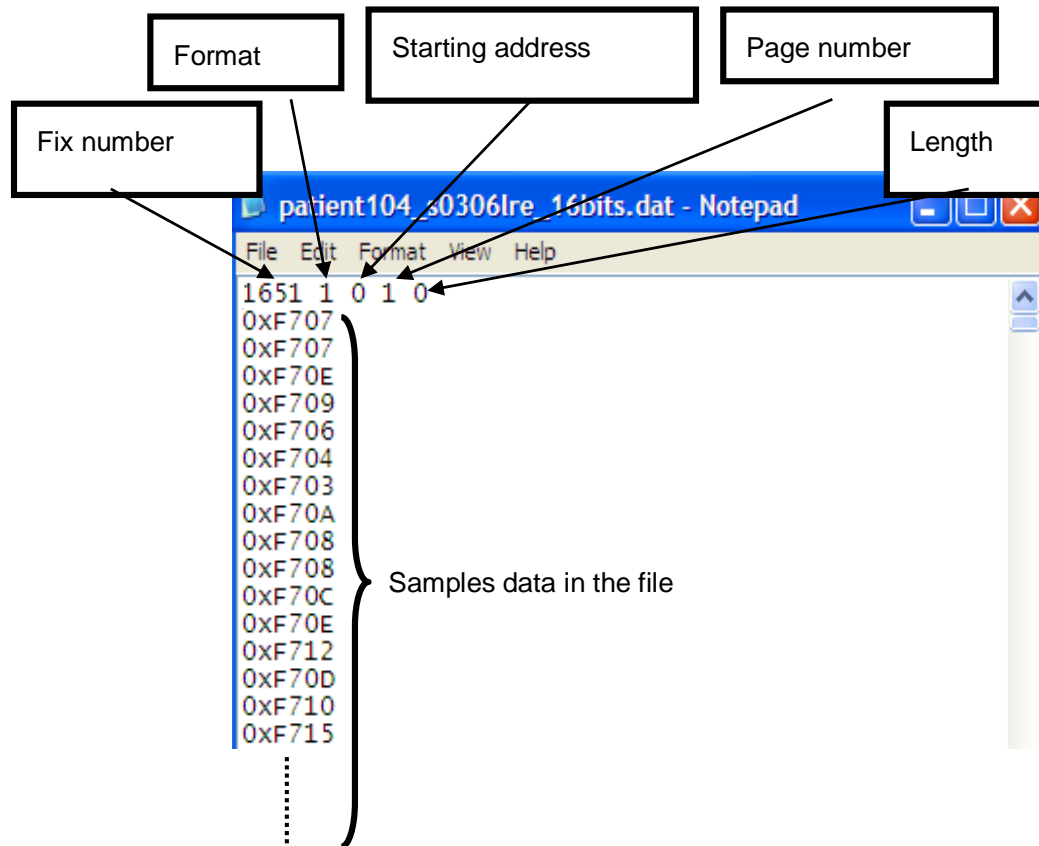 Format
Starting address
Page number
Fix number
Length
patient104_s0306lre_16bits.dat - Notepad
File Edit Format View Help
1651 1 0 1 0
0xF707
0xF707
0xF70E
0xF709
0xF706
0xF704
0xF703
0xF70A
0xF708
0xF708
0xF70C
0xF70E
0xF712
0xF70D
0xF710
0xF715
Samples data in the file